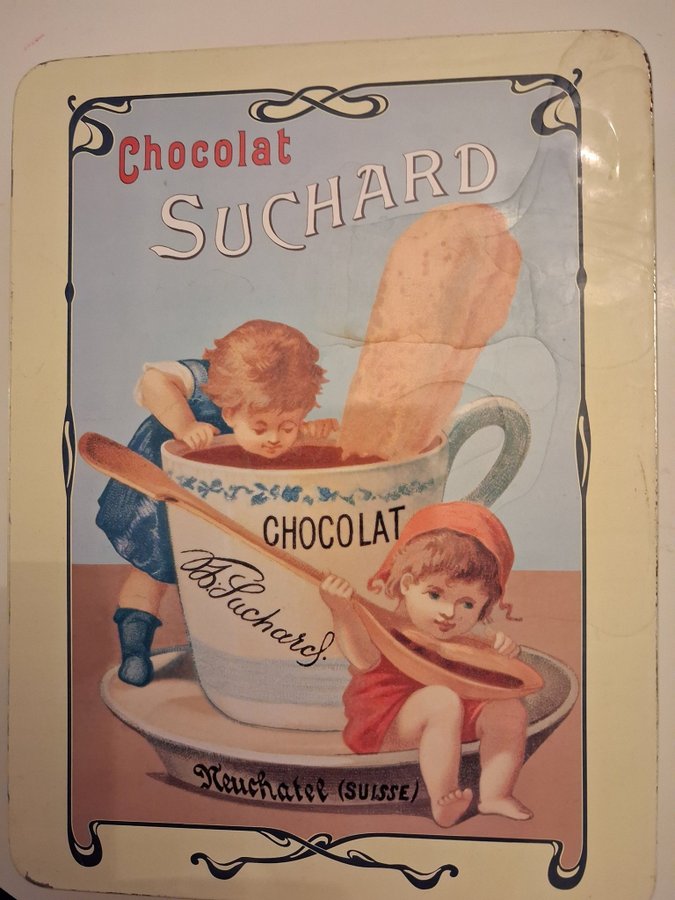 Chocolat
SUCHARD
CHOCOLAT
Ph. Suchard.
Neuchatel (SUISSE)